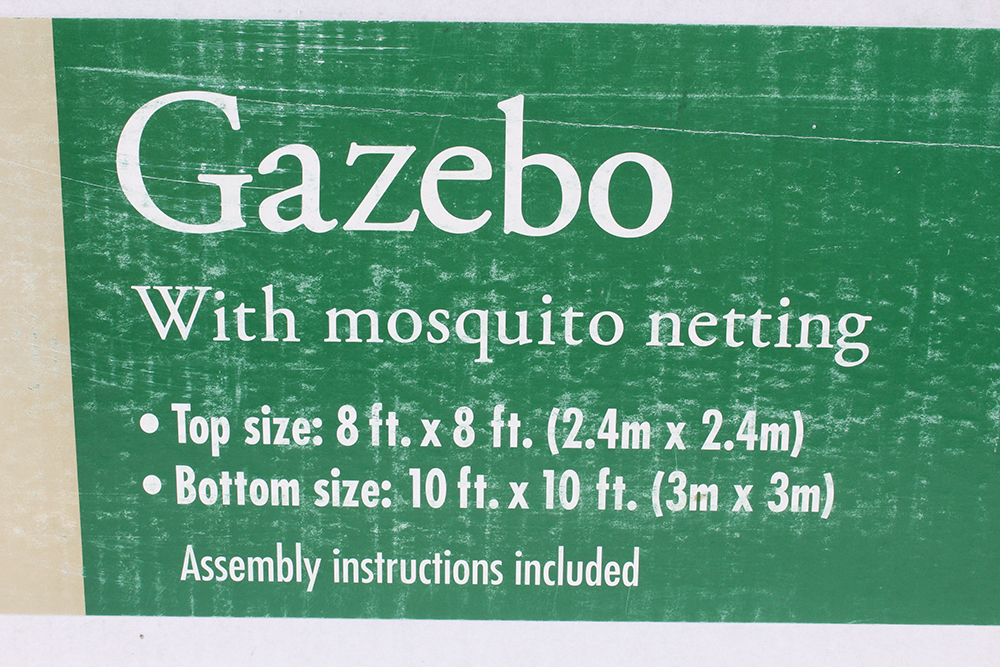 Gazebo
With mosquito netting
• Top size: 8 ft. x 8 ft. (2.4m x 2.4m)
• Bottom size: 10 ft. x 10 ft. (3m x 3m)
Assembly instructions included